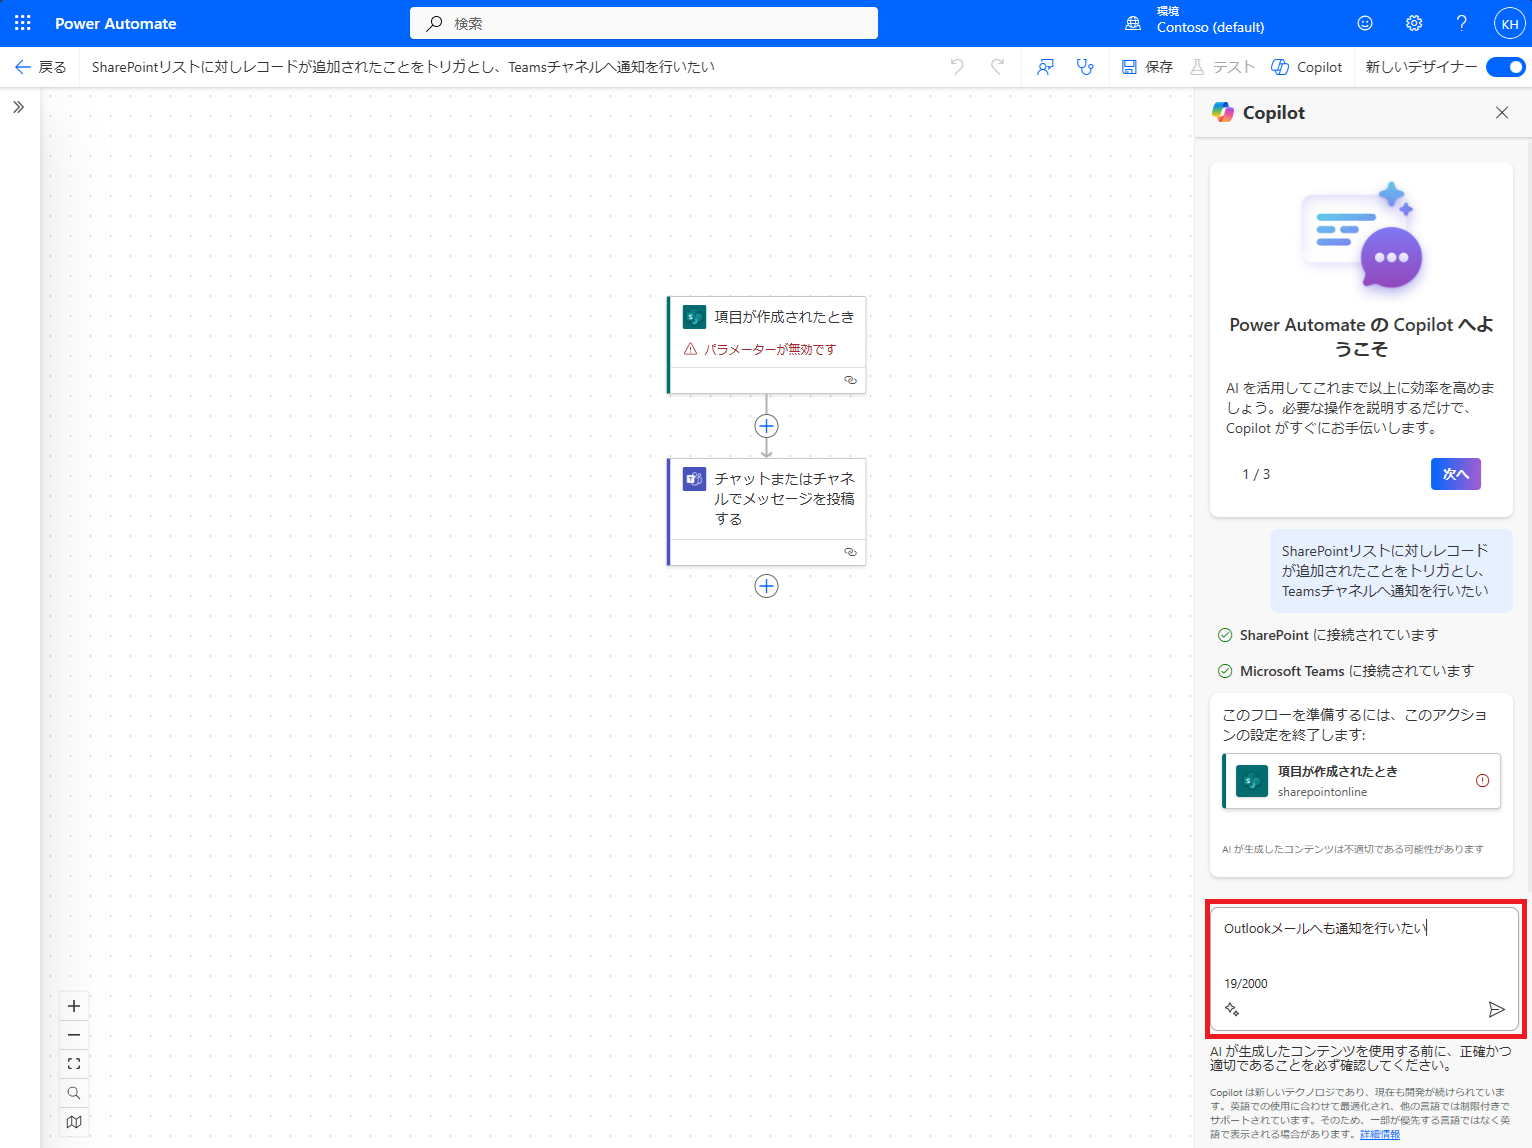 Power Automate
検索
環境
Contoso (default)
KH
戻る
SharePointリストに対しレコードが追加されたことをトリガとし、Teamsチャネルへ通知を行いたい
保存
テスト
Copilot
新しいデザイナー
Copilot
項目が作成されたとき
パラメーターが無効です
チャットまたはチャネ
ルでメッセージを投稿
する
Power Automate の Copilot へよ
うこそ
AI を活用してこれまで以上に効率を高めま
しょう。必要な操作を説明するだけで、
Copilot がすぐにお手伝いします。
1 / 3
次へ
SharePointリストに対しレコード
が追加されたことをトリガとし、
Teamsチャネルへ通知を行いたい
SharePoint に接続されています
Microsoft Teams に接続されています
このフローを準備するには、このアクショ
ンの設定を終了します:
項目が作成されたとき
sharepointonline
AI が生成したコンテンツは不適切である可能性があります
Outlookメールへも通知を行いたい
19/2000
AI が生成したコンテンツを使用する前に、正確かつ
適切であることを必ず確認してください。
Copilot は新しいテクノロジであり、現在も開発が続けられていま
す。英語での使用に合わせて最適化され、他の言語では制限付きで
サポートされています。そのため、一部が優先する言語ではなく英
語で表示される場合があります。詳細情報